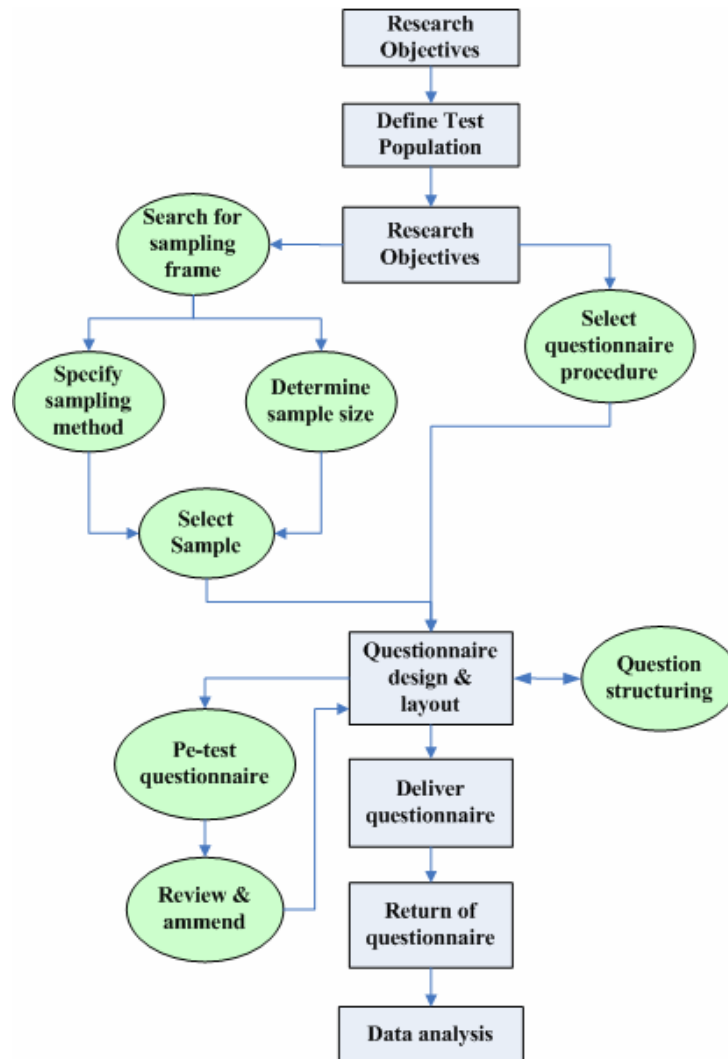 Research
Objectives
Define Test
Population
Search for
sampling
frame
Research
Objectives
Select
questionnaire
procedure
Specify
sampling
method
Determine
sample size
Select
Sample
Questionnaire
design &
layout
Question
structuring
Pe-test
questionnaire
Deliver
questionnaire
Review &
ammend
Return of
questionnaire
Data analysis